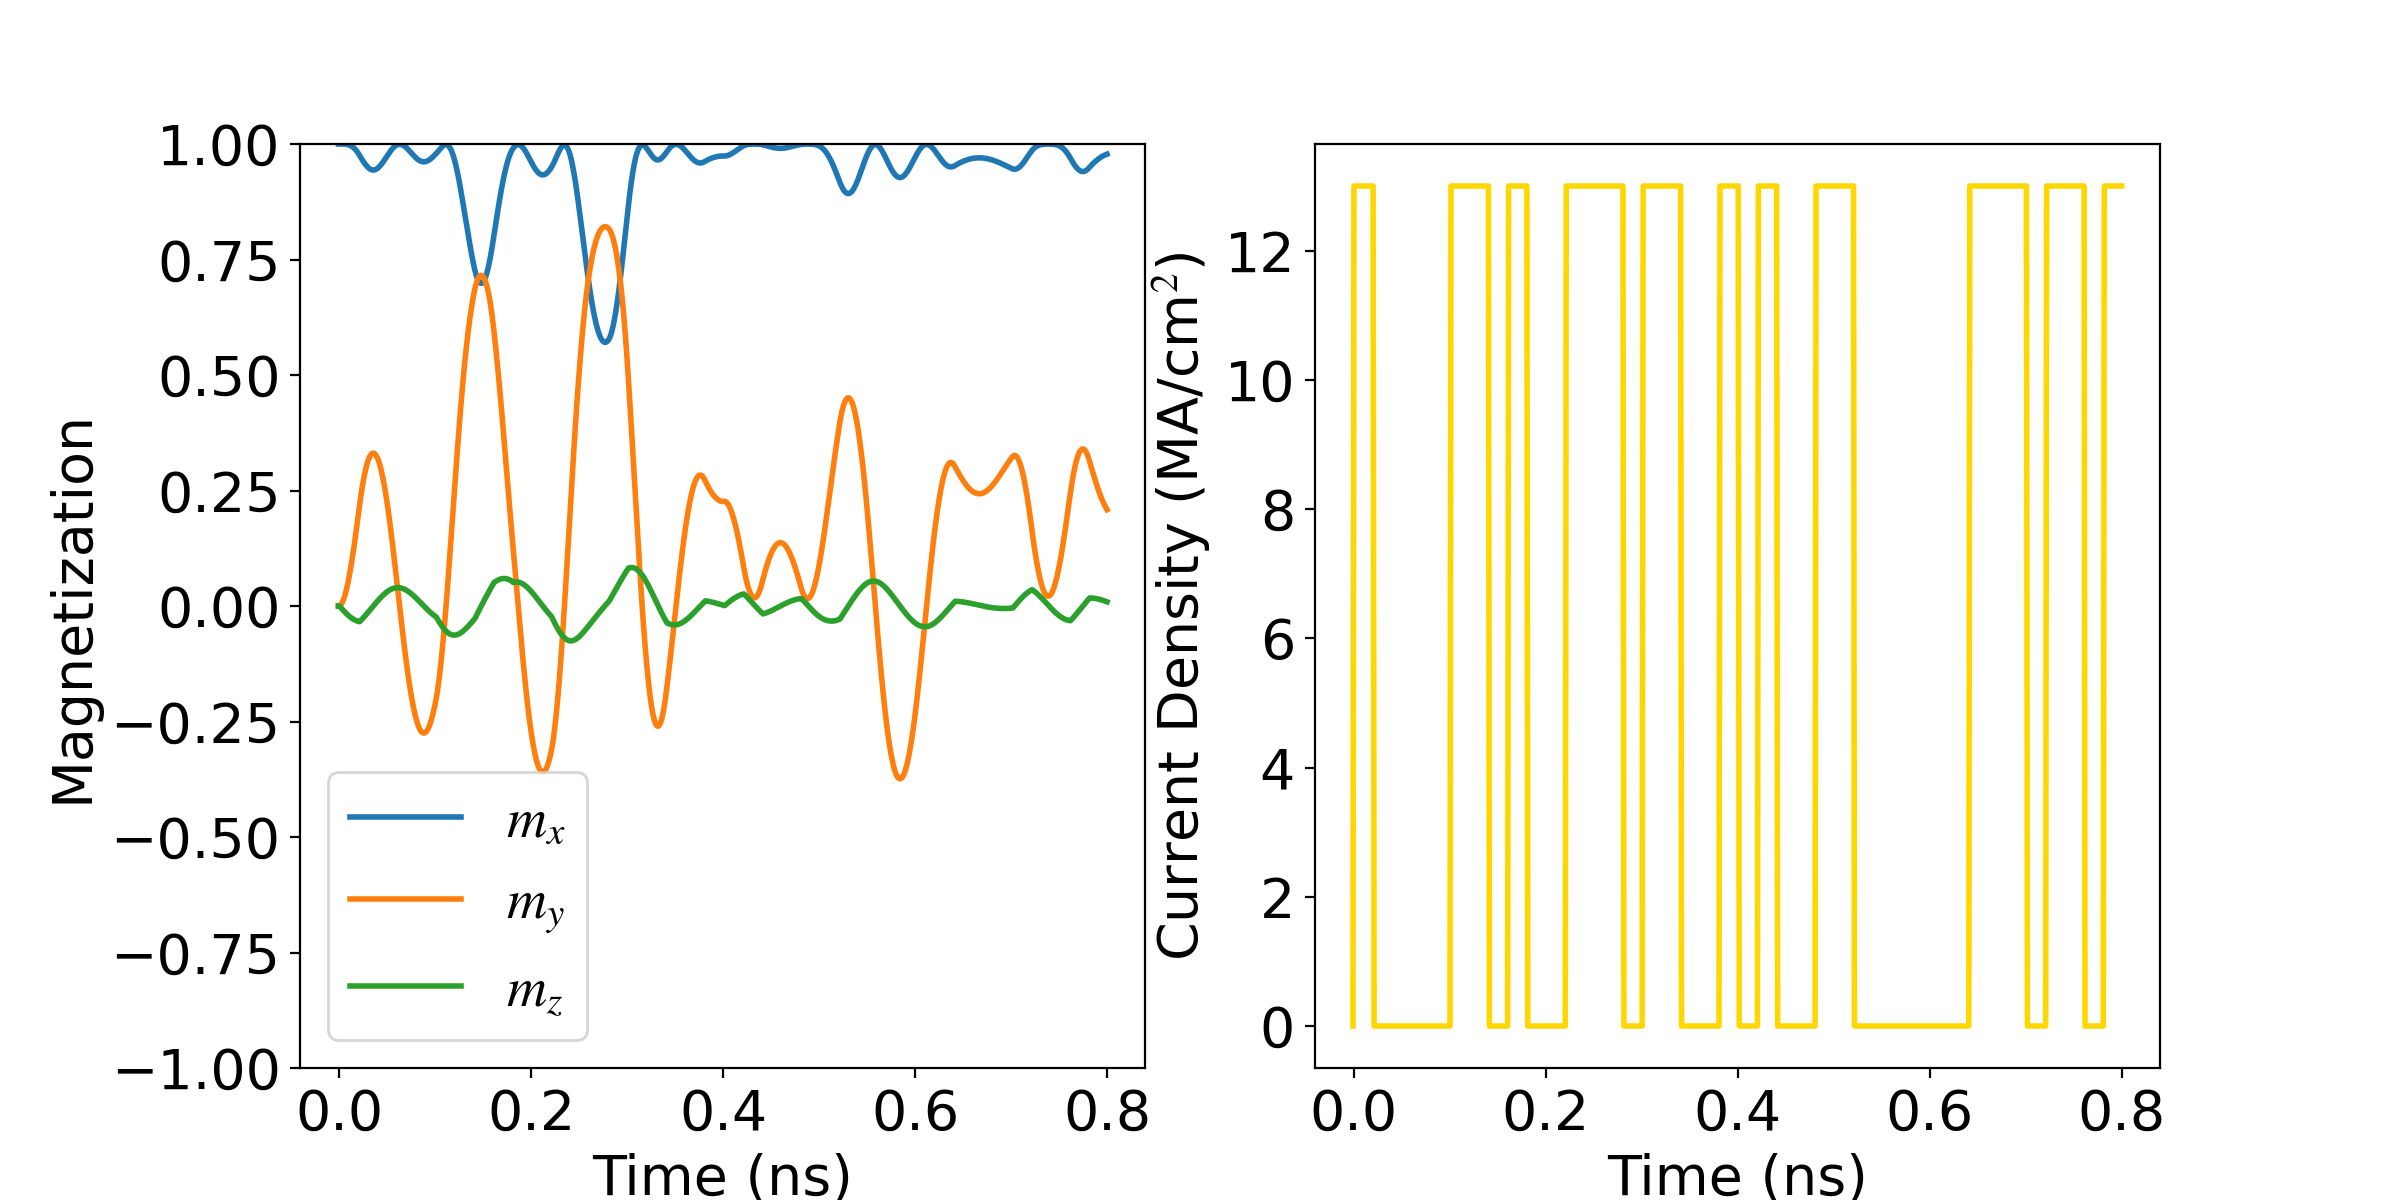 Magnetization
1.00
0.75
0.50
0.25
0.00
−0.25
−0.50
−0.75
−1.00
m_x
m_y
m_z
0.0 0.2 0.4 0.6 0.8
Time (ns)
Current Density (MA/cm²)
12
10
8
6
4
2
0
0.0 0.2 0.4 0.6 0.8
Time (ns)